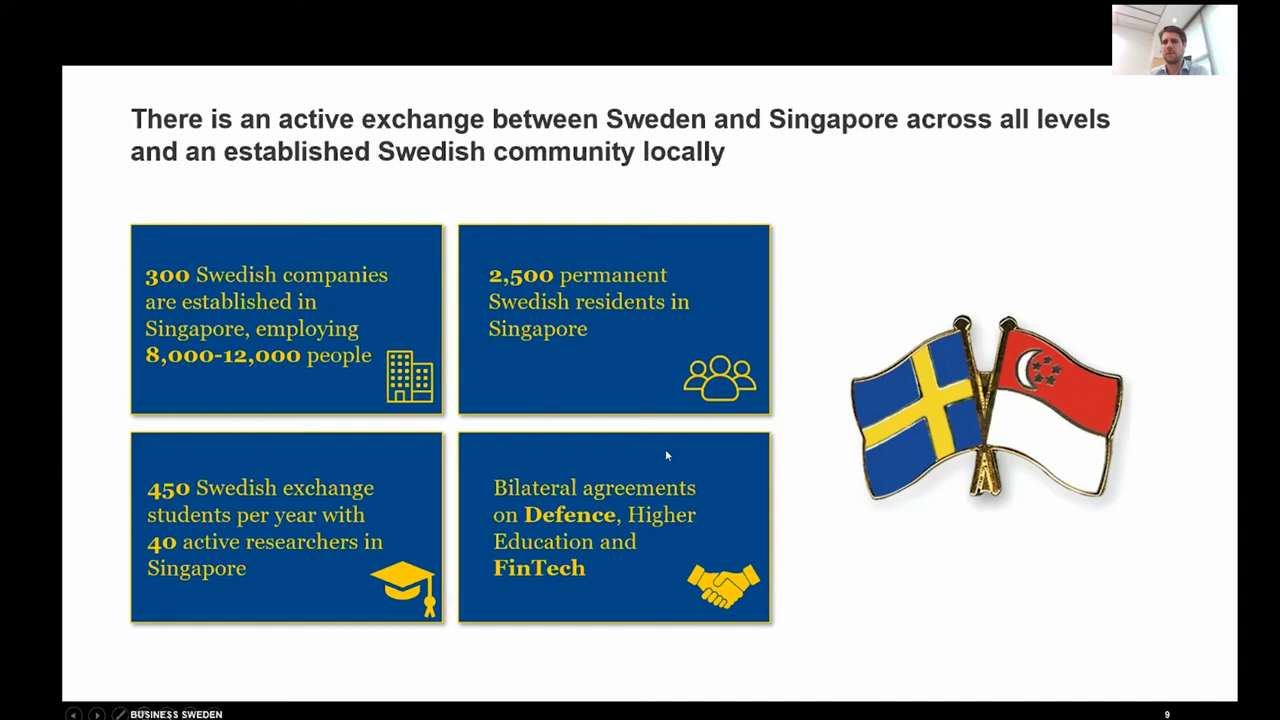 There is an active exchange between Sweden and Singapore across all levels
and an established Swedish community locally
300 Swedish companies
are established in
Singapore, employing
8,000-12,000 people
2,500 permanent
Swedish residents in
Singapore
450 Swedish exchange
students per year with
40 active researchers in
Singapore
Bilateral agreements
on Defence, Higher
Education and
FinTech
BUSINESS SWEDEN
9